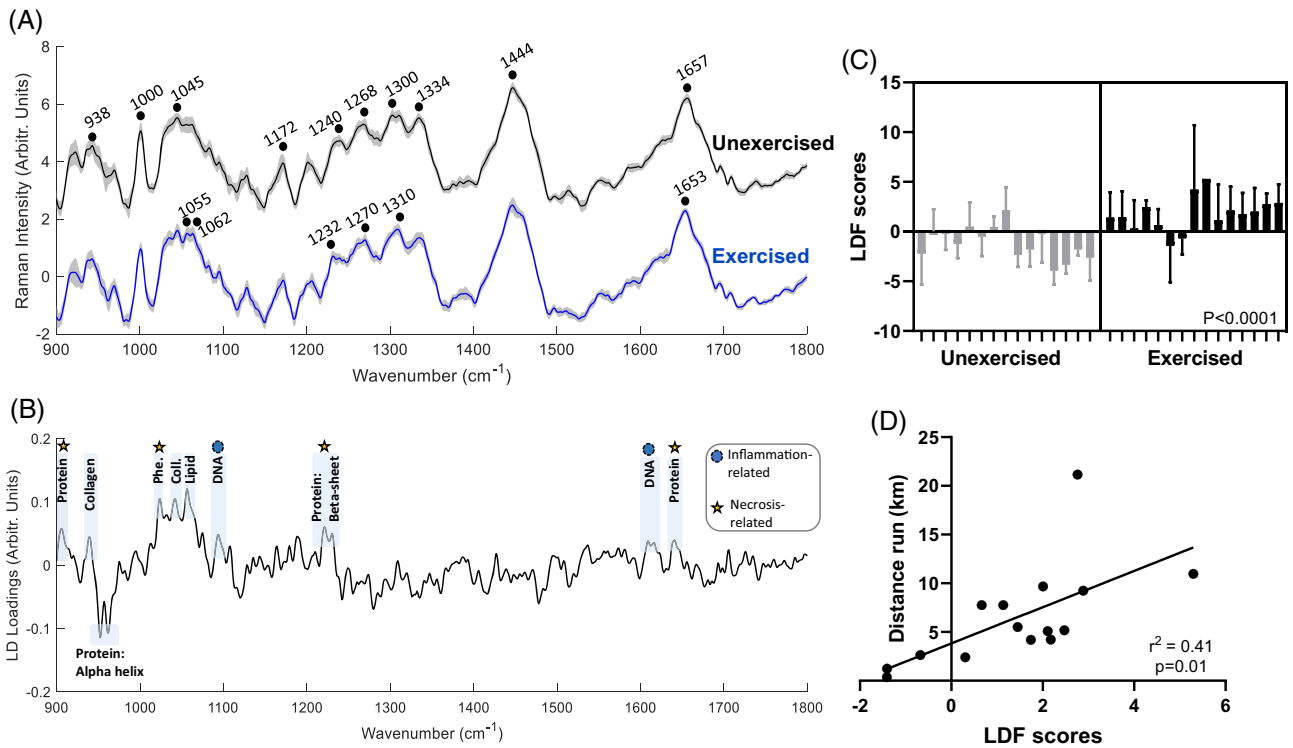 (A)
Raman Intensity (Arbitr. Units)
8
6
4
2
0
-2
938
1000
1045
1172
1240
1268
1300
1334
1444
1657
Unexercised
1055
1062
1232
1270
1310
1653
Exercised
900 1000 1100 1200 1300 1400 1500 1600 1700 1800
Wavenumber (cm⁻¹)
(B)
LD Loadings (Arbitr. Units)
0.2
0.1
0
-0.1
-0.2
Protein
Collagen
Protein:
Alpha helix
Phe.
Coll.
Lipid
DNA
Protein:
Beta-sheet
DNA
Protein
Inflammation-
related
Necrosis-
related
900 1000 1100 1200 1300 1400 1500 1600 1700 1800
Wavenumber (cm⁻¹)
(C)
LDF scores
15
10
5
0
-5
-10
P<0.0001
Unexercised Exercised
(D)
Distance run (km)
25
20
15
10
5
r² = 0.41
p=0.01
-2 0 2 4 6
LDF scores